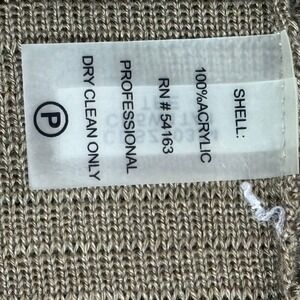 SHELL:
100%ACRYLIC
RN # 54163
PROFESSIONAL
DRY CLEAN ONLY
P